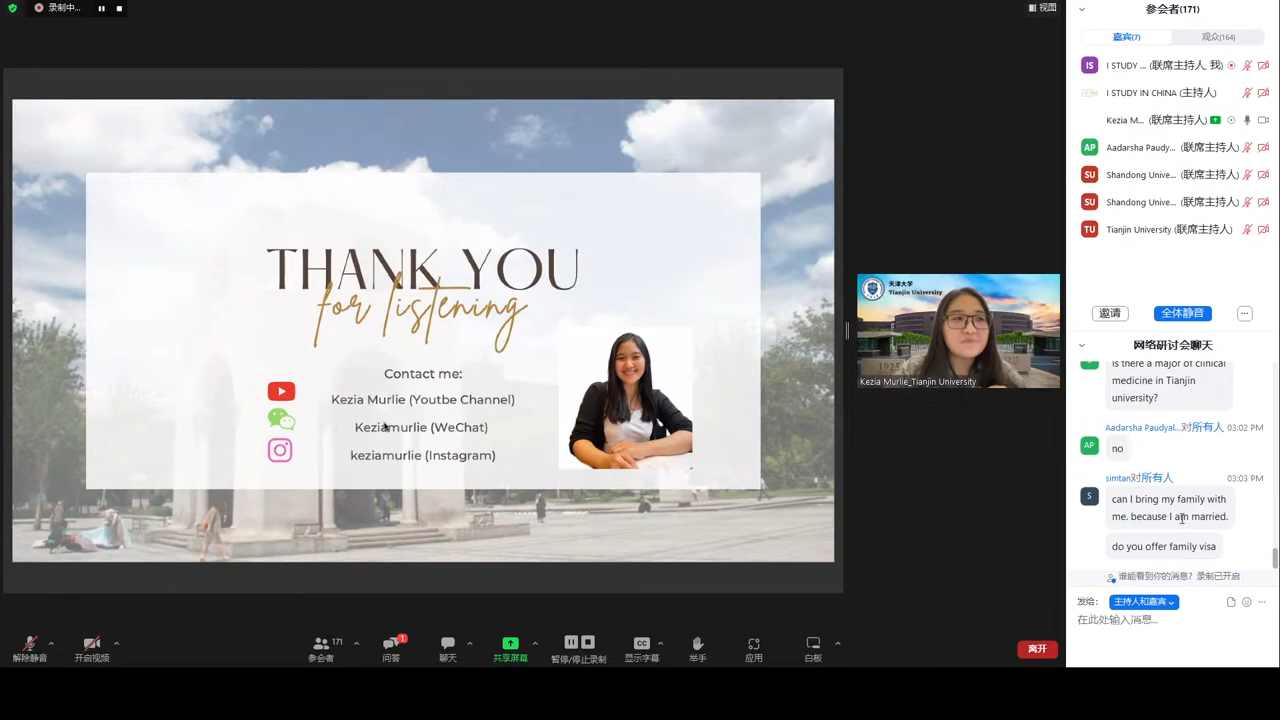 录制中...
视图
THANK YOU
for listening
Contact me:
Kezia Murlie (Youtbe Channel)
Keziamurlie (WeChat)
keziamurlie (Instagram)
天津大学
Tianjin University
1895
Kezia Murlie_Tianjin University
参会者(171)
嘉宾(7)
观众(164)
IS
I STUDY ... (联席主持人, 我)
I STUDY IN CHINA (主持人)
Kezia M... (联席主持人)
AP
Aadarsha Paudy... (联席主持人)
SU
Shandong Unive... (联席主持人)
SU
Shandong Unive... (联席主持人)
TU
Tianjin University (联席主持人)
邀请
全体静音
网络研讨会聊天
is there a major of clinical
medicine in Tianjin
university?
Aadarsha Paudyal...对所有人 03:02 PM
AP
no
simtan对所有人 03:03 PM
S
can I bring my family with
me. because I am married.
do you offer family visa
谁能看到你的消息? 录制已开启
发给: 主持人和嘉宾
在此处输入消息...
解除静音
开启视频
171
参会者
1
问答
聊天
共享屏幕
暂停/停止录制
CC
显示字幕
举手
应用
白板
离开